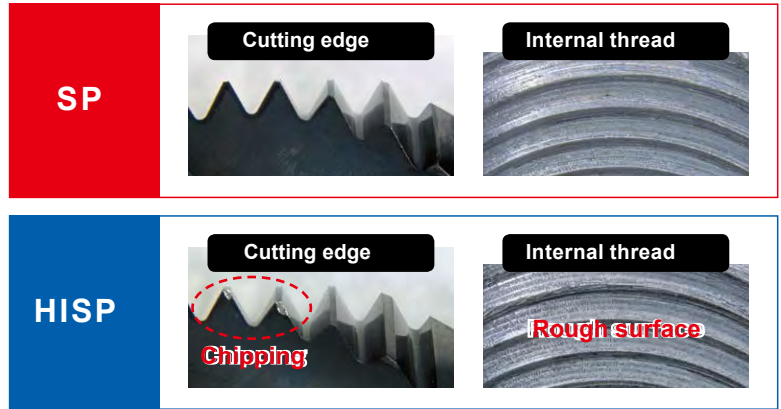 SP
Cutting edge
Internal thread
HISP
Cutting edge
Internal thread
Chipping
Rough surface